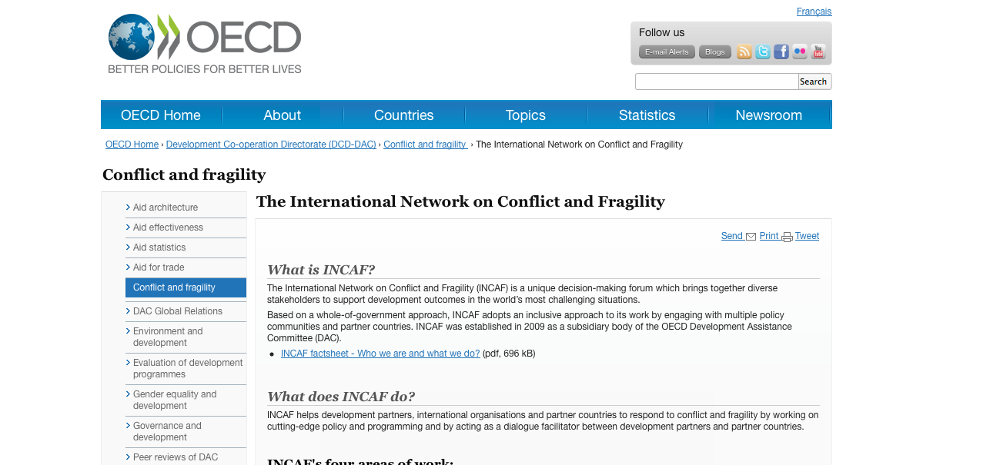 Français
OECD
BETTER POLICIES FOR BETTER LIVES
Follow us
E-mail Alerts Blogs
You Tube
Search
OECD Home About Countries Topics Statistics Newsroom
OECD Home › Development Co-operation Directorate (DCD-DAC) › Conflict and fragility › The International Network on Conflict and Fragility
Conflict and fragility
Aid architecture
Aid effectiveness
Aid statistics
Aid for trade
Conflict and fragility
DAC Global Relations
Environment and
development
Evaluation of development
programmes
Gender equality and
development
Governance and
development
Peer reviews of DAC
The International Network on Conflict and Fragility
Send Print Tweet
What is INCAF?
The International Network on Conflict and Fragility (INCAF) is a unique decision-making forum which brings together diverse
stakeholders to support development outcomes in the world's most challenging situations.
Based on a whole-of-government approach, INCAF adopts an inclusive approach to its work by engaging with multiple policy
communities and partner countries. INCAF was established in 2009 as a subsidiary body of the OECD Development Assistance
Committee (DAC).
• INCAF factsheet - Who we are and what we do? (pdf, 696 kB)
What does INCAF do?
INCAF helps development partners, international organisations and partner countries to respond to conflict and fragility by working on
cutting-edge policy and programming and by acting as a dialogue facilitator between development partners and partner countries.
INCAF's four areas of work: